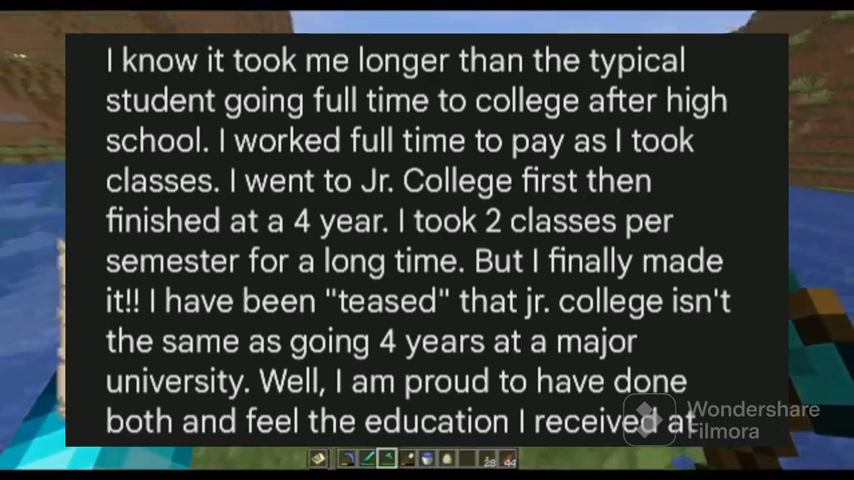 I know it took me longer than the typical
student going full time to college after high
school. I worked full time to pay as I took
classes. I went to Jr. College first then
finished at a 4 year. I took 2 classes per
semester for a long time. But I finally made
it!! I have been "teased" that jr. college isn't
the same as going 4 years at a major
university. Well, I am proud to have done
both and feel the education I received at
Wondershare
Filmora
28 44